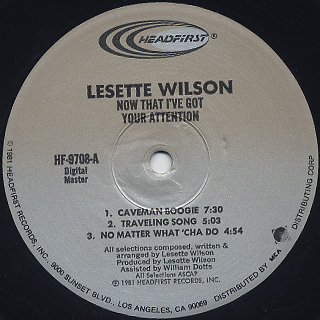 HEADFIRST®
LESETTE WILSON
NOW THAT I'VE GOT
YOUR ATTENTION
HF-9708-A
Digital
Master
1. CAVEMAN BOOGIE 7:30
2. TRAVELING SONG 5:03
3. NO MATTER WHAT 'CHA DO 4:54
All selections composed, written &
arranged by Lesette Wilson
Produced by Lesette Wilson
Assisted by William Dotts
All Selections ASCAP
Ⓟ1981 HEADFIRST RECORDS, INC.
©1981 HEADFIRST RECORDS, INC., 9000 SUNSET BLVD., LOS ANGELES, CA 90069 DISTRIBUTED BY MCA DISTRIBUTING CORP